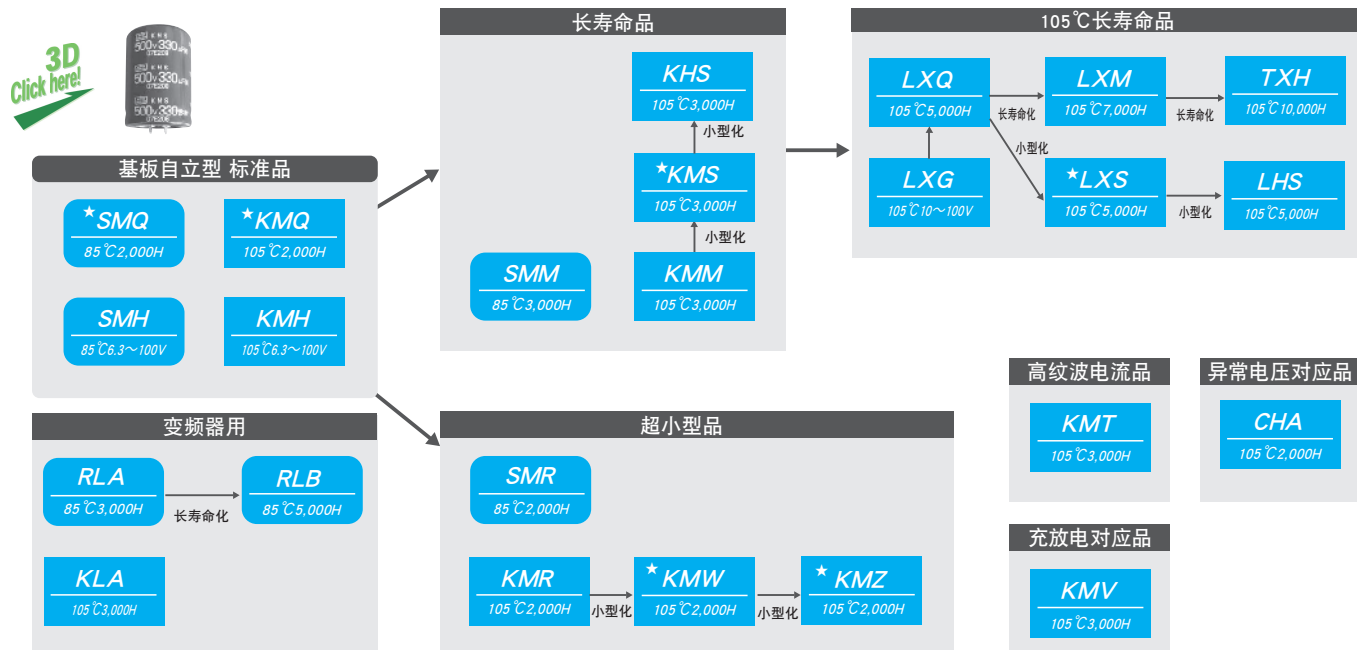 3D
Click here!
KMS
500v330μF
500v330
KMS
500v330
基板自立型 标准品
★SMQ
85℃2,000H
★KMQ
105℃2,000H
SMH
85℃6.3～100V
KMH
105℃6.3～100V
长寿命品
KHS
105℃3,000H
小型化
★KMS
105℃3,000H
小型化
SMM
85℃3,000H
KMM
105℃3,000H
105℃长寿命品
LXQ
105℃5,000H
长寿命化
LXM
105℃7,000H
长寿命化
TXH
105℃10,000H
小型化
LXG
105℃10～100V
★LXS
105℃5,000H
小型化
LHS
105℃5,000H
变频器用
RLA
85℃3,000H
长寿命化
RLB
85℃5,000H
KLA
105℃3,000H
超小型品
SMR
85℃2,000H
KMR
105℃2,000H
小型化
★KMW
105℃2,000H
小型化
★KMZ
105℃2,000H
高纹波电流品
KMT
105℃3,000H
异常电压对应品
CHA
105℃2,000H
充放电对应品
KMV
105℃3,000H